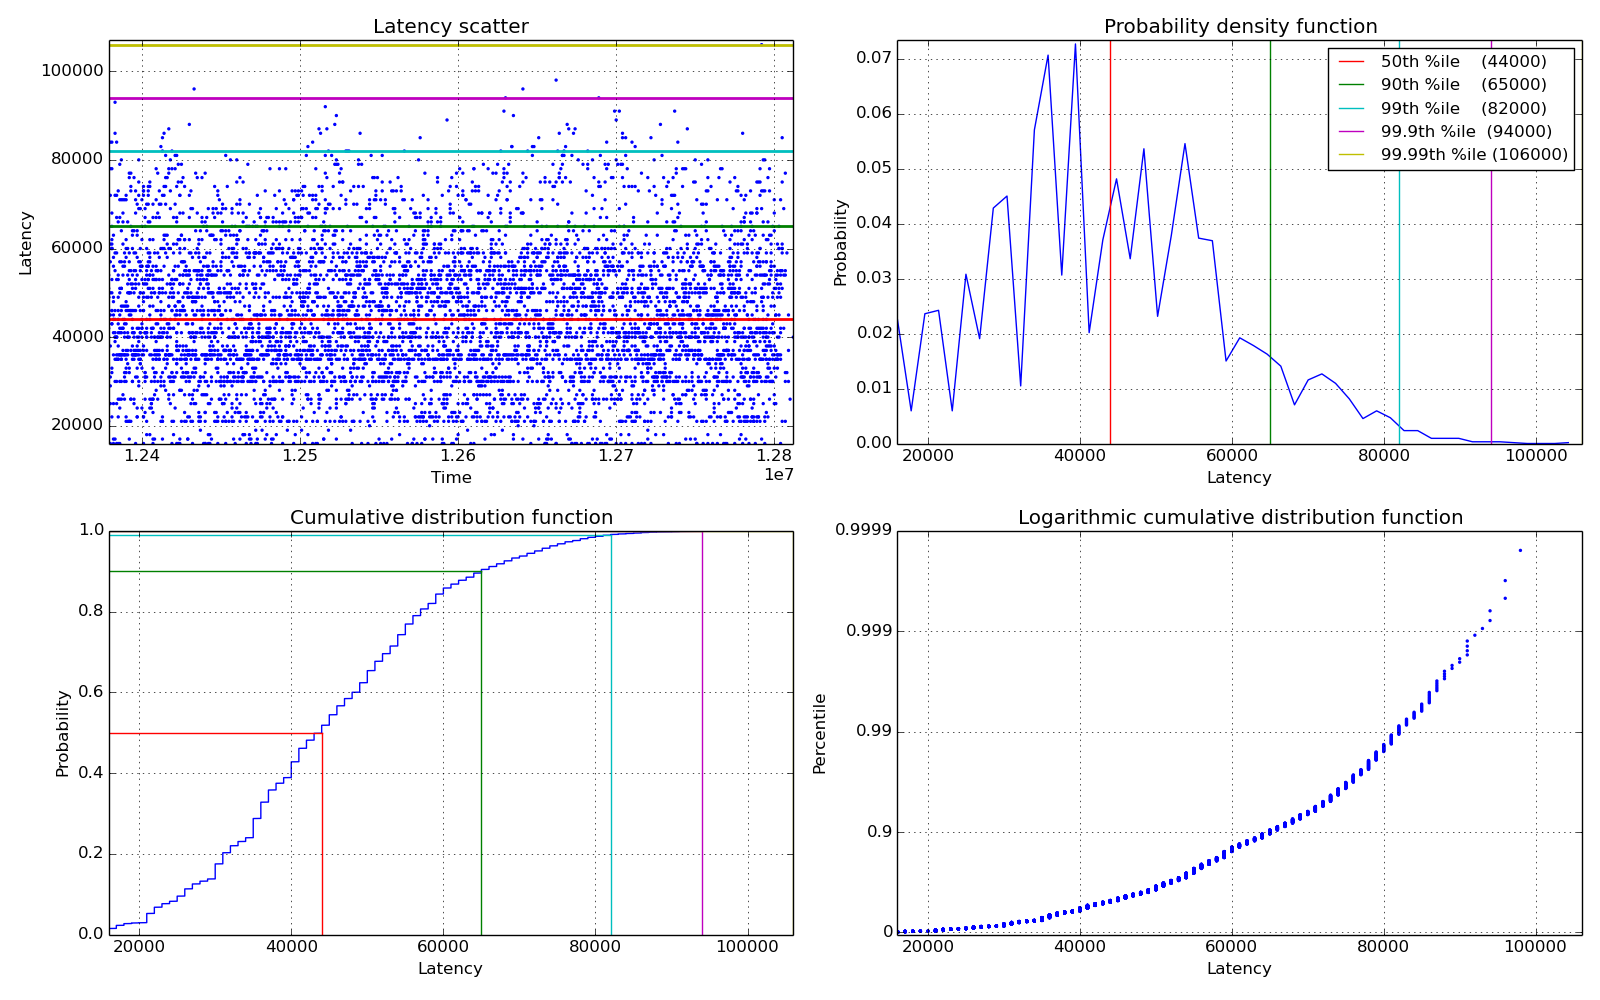 Latency scatter
100000
80000
60000
40000
20000
Latency
1.24 1.25 1.26 1.27 1.28
1e7
Time
Probability density function
0.07
0.06
0.05
0.04
0.03
0.02
0.01
0.00
Probability
50th %ile (44000)
90th %ile (65000)
99th %ile (82000)
99.9th %ile (94000)
99.99th %ile (106000)
20000 40000 60000 80000 100000
Latency
Cumulative distribution function
1.0
0.8
0.6
0.4
0.2
0.0
Probability
20000 40000 60000 80000 100000
Latency
Logarithmic cumulative distribution function
0.9999
0.999
0.99
0.9
0
Percentile
20000 40000 60000 80000 100000
Latency